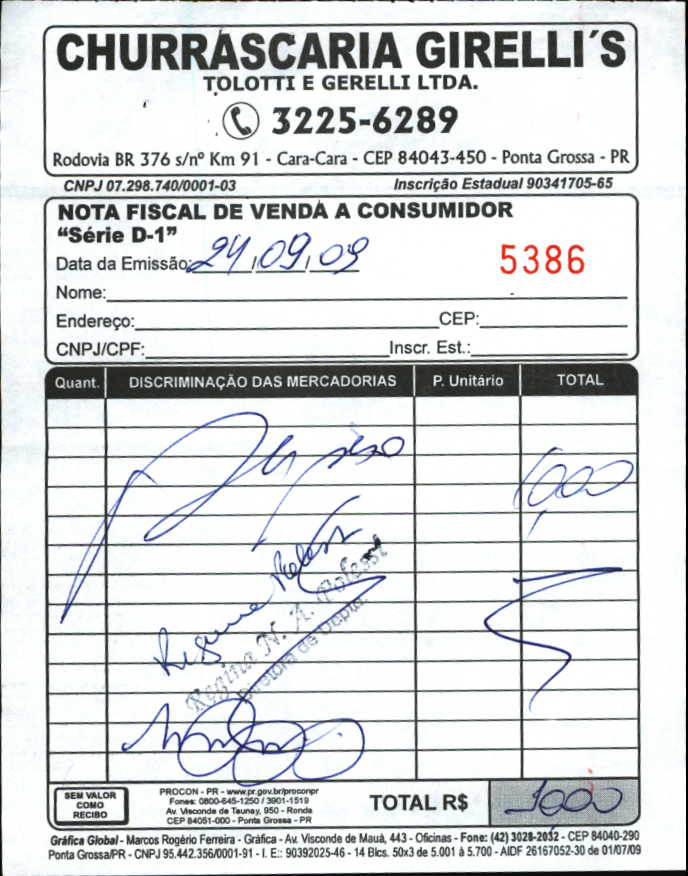 CHURRASCARIA GIRELLI´S
TOLOTTI E GERELLI LTDA.
3225-6289
Rodovia BR 376 s/nº Km 91 - Cara-Cara - CEP 84043-450 - Ponta Grossa - PR
CNPJ 07.298.740/0001-03 Inscrição Estadual 90341705-65
NOTA FISCAL DE VENDA A CONSUMIDOR
“Série D-1”
Data da Emissão: 24, 09, 09 5386
Nome:
Endereço: CEP:
CNPJ/CPF: Inscr. Est.:
Quant. DISCRIMINAÇÃO DAS MERCADORIAS P. Unitário TOTAL
Regina
Regina N. A. Polessi
Diretora de Depto.
SEM VALOR COMO RECIBO
PROCON - PR - www.pr.gov.br/proconpr
Fones: 0800-645-1250 / 3901-1519
Av. Visconde de Taunay, 950 - Ronda
CEP 84051-000 - Ponta Grossa - PR
TOTAL R$
Gráfica Global - Marcos Rogério Ferreira - Gráfica - Av. Visconde de Mauá, 443 - Oficinas - Fone: (42) 3028-2032 - CEP 84040-290
Ponta Grossa/PR - CNPJ 95.442.356/0001-91 - I. E.: 90392025-46 - 14 Blcs. 50x3 de 5.001 à 5.700 - AIDF 26167052-30 de 01/07/09